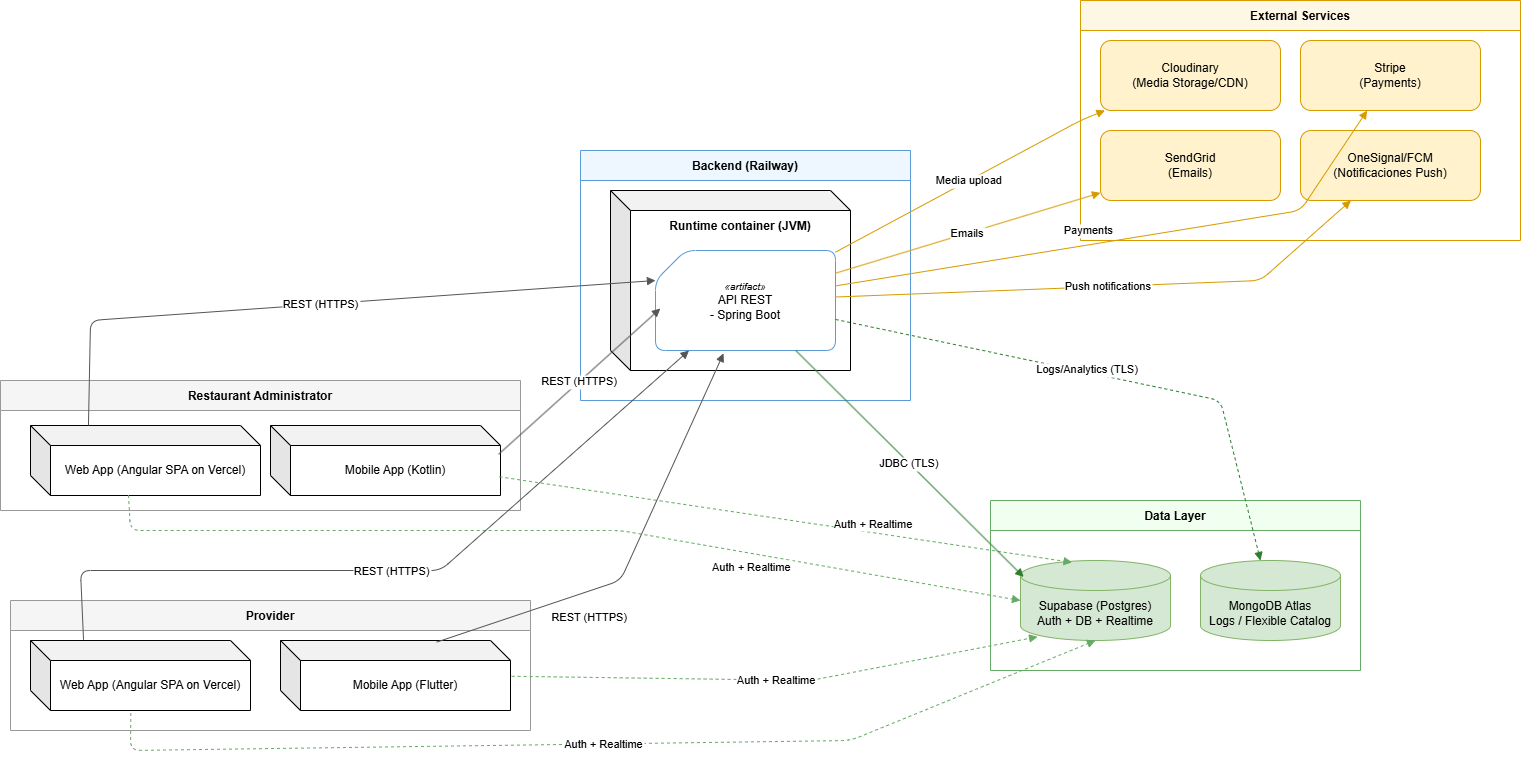 External Services
Cloudinary
(Media Storage/CDN)
Stripe
(Payments)
SendGrid
(Emails)
OneSignal/FCM
(Notificaciones Push)
Backend (Railway)
Runtime container (JVM)
«artifact»
API REST
- Spring Boot
Media upload
Emails
Payments
Push notifications
REST (HTTPS)
REST (HTTPS)
Logs/Analytics (TLS)
Restaurant Administrator
Web App (Angular SPA on Vercel)
Mobile App (Kotlin)
JDBC (TLS)
Auth + Realtime
Auth + Realtime
REST (HTTPS)
REST (HTTPS)
Data Layer
Supabase (Postgres)
Auth + DB + Realtime
MongoDB Atlas
Logs / Flexible Catalog
Provider
Web App (Angular SPA on Vercel)
Mobile App (Flutter)
Auth + Realtime
Auth + Realtime